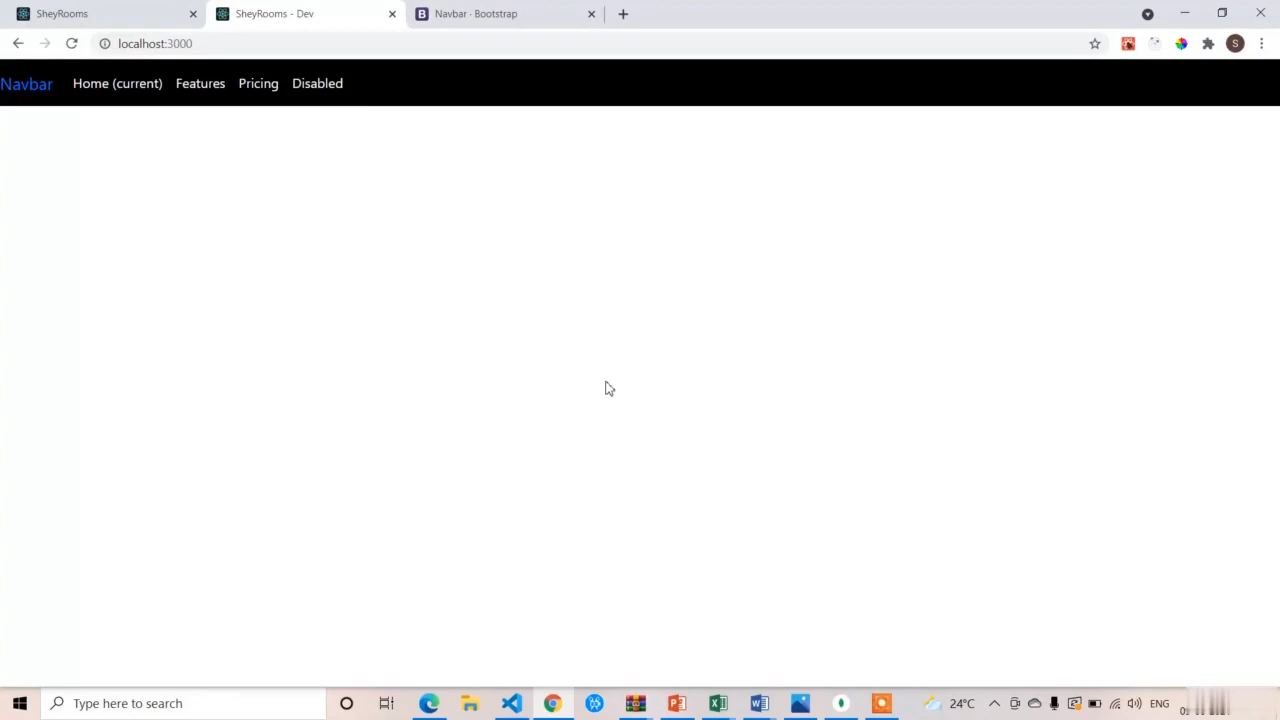 SheyRooms
SheyRooms - Dev
Navbar · Bootstrap
localhost:3000
S
Navbar Home (current) Features Pricing Disabled
Type here to search
24°C
ENG